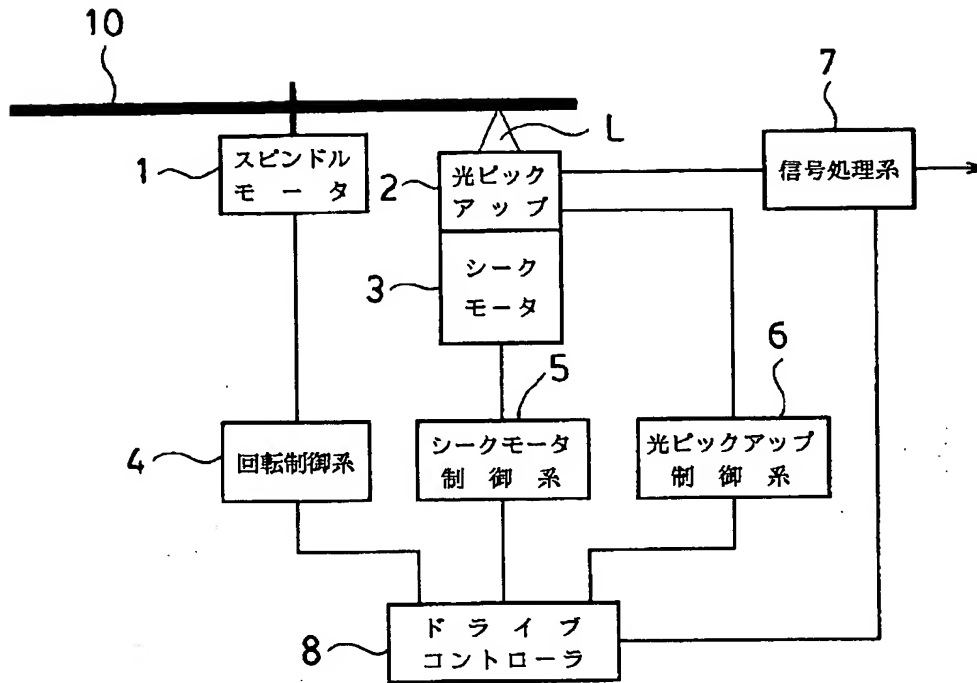 10
7
L
1
スピンドル
モータ
2
光ピック
アップ
信号処理系
3
シーク
モータ
5
6
4
回転制御系
シークモータ
制御系
光ピックアップ
制御系
8
ドライブ
コントローラ